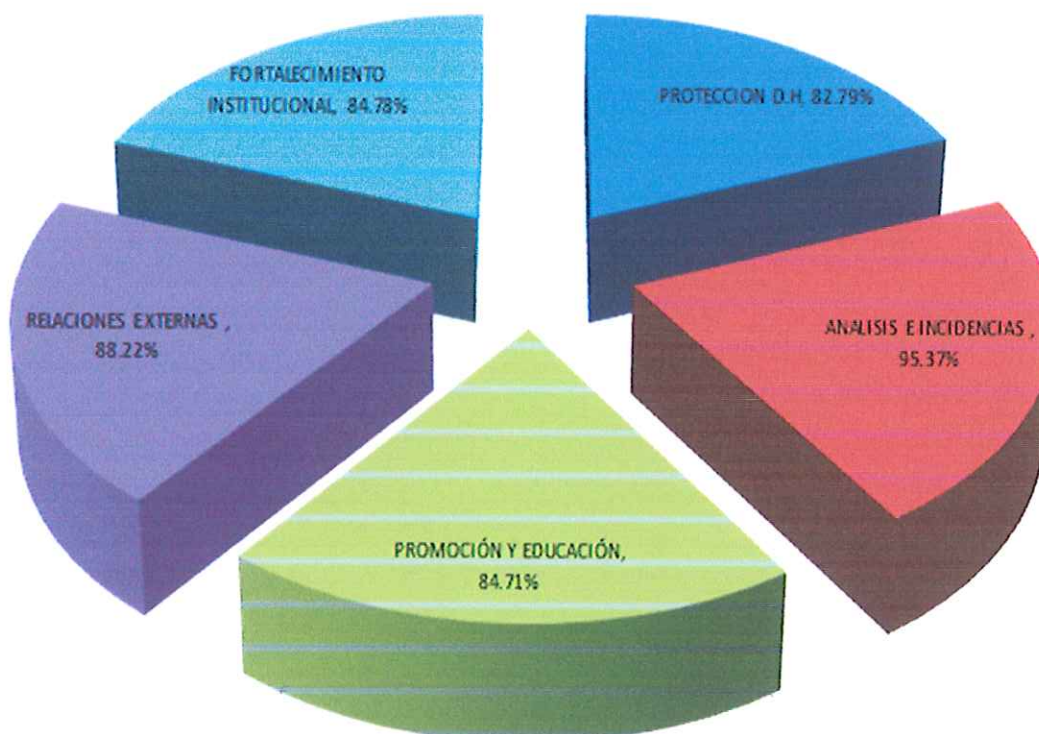 FORTALECIMIENTO
INSTITUCIONAL, 84.78%
PROTECCION D.H, 82.79%
RELACIONES EXTERNAS ,
88.22%
ANALISIS E INCIDENCIAS ,
95.37%
PROMOCIÓN Y EDUCACIÓN,
84.71%